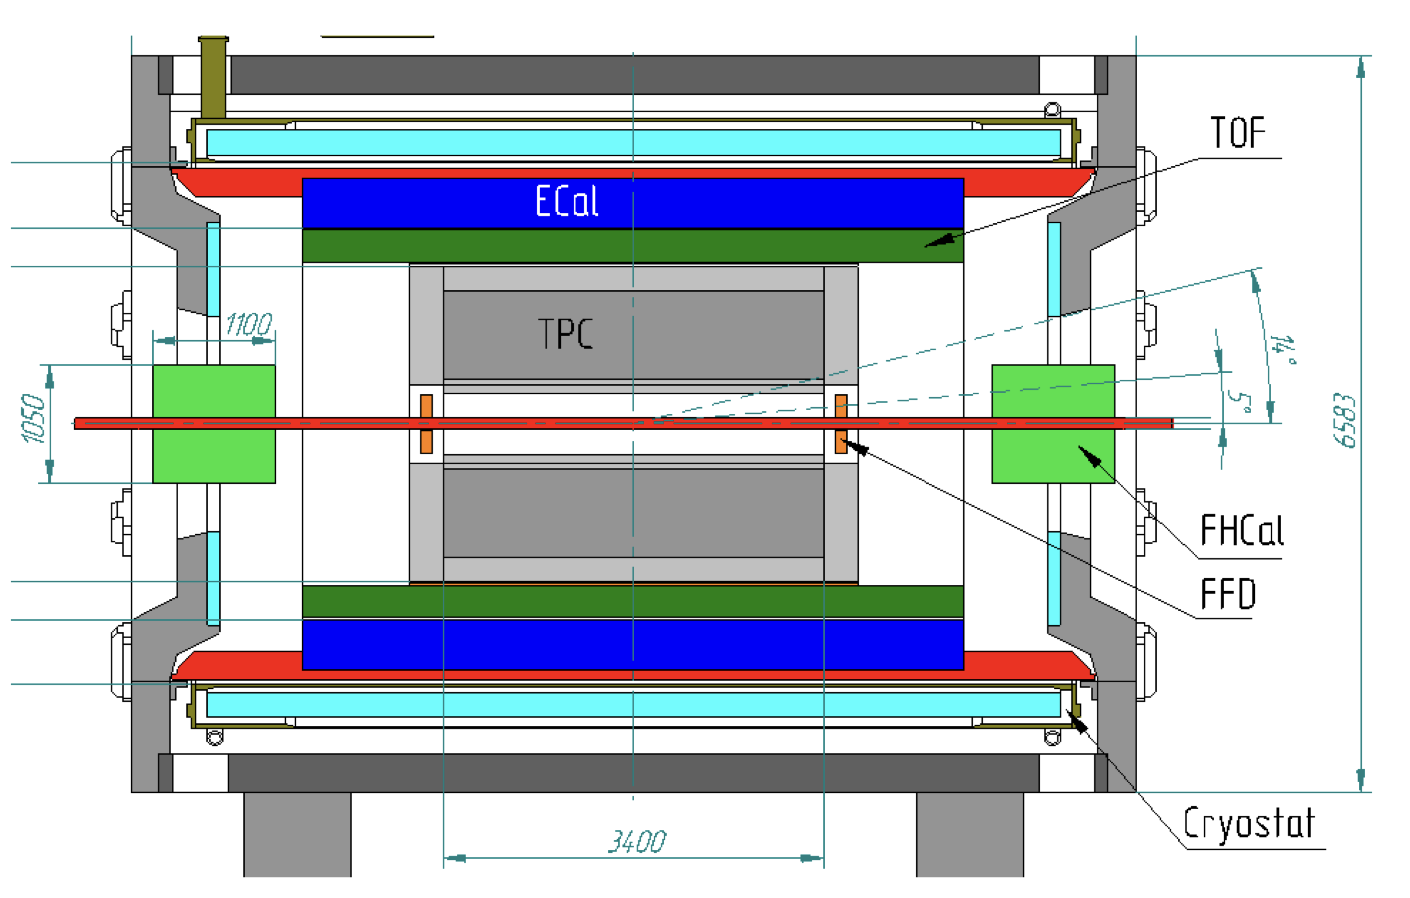 TOF
ECal
1100
TPC
14°
1050
5°
6583
FHCal
FFD
Cryostat
3400